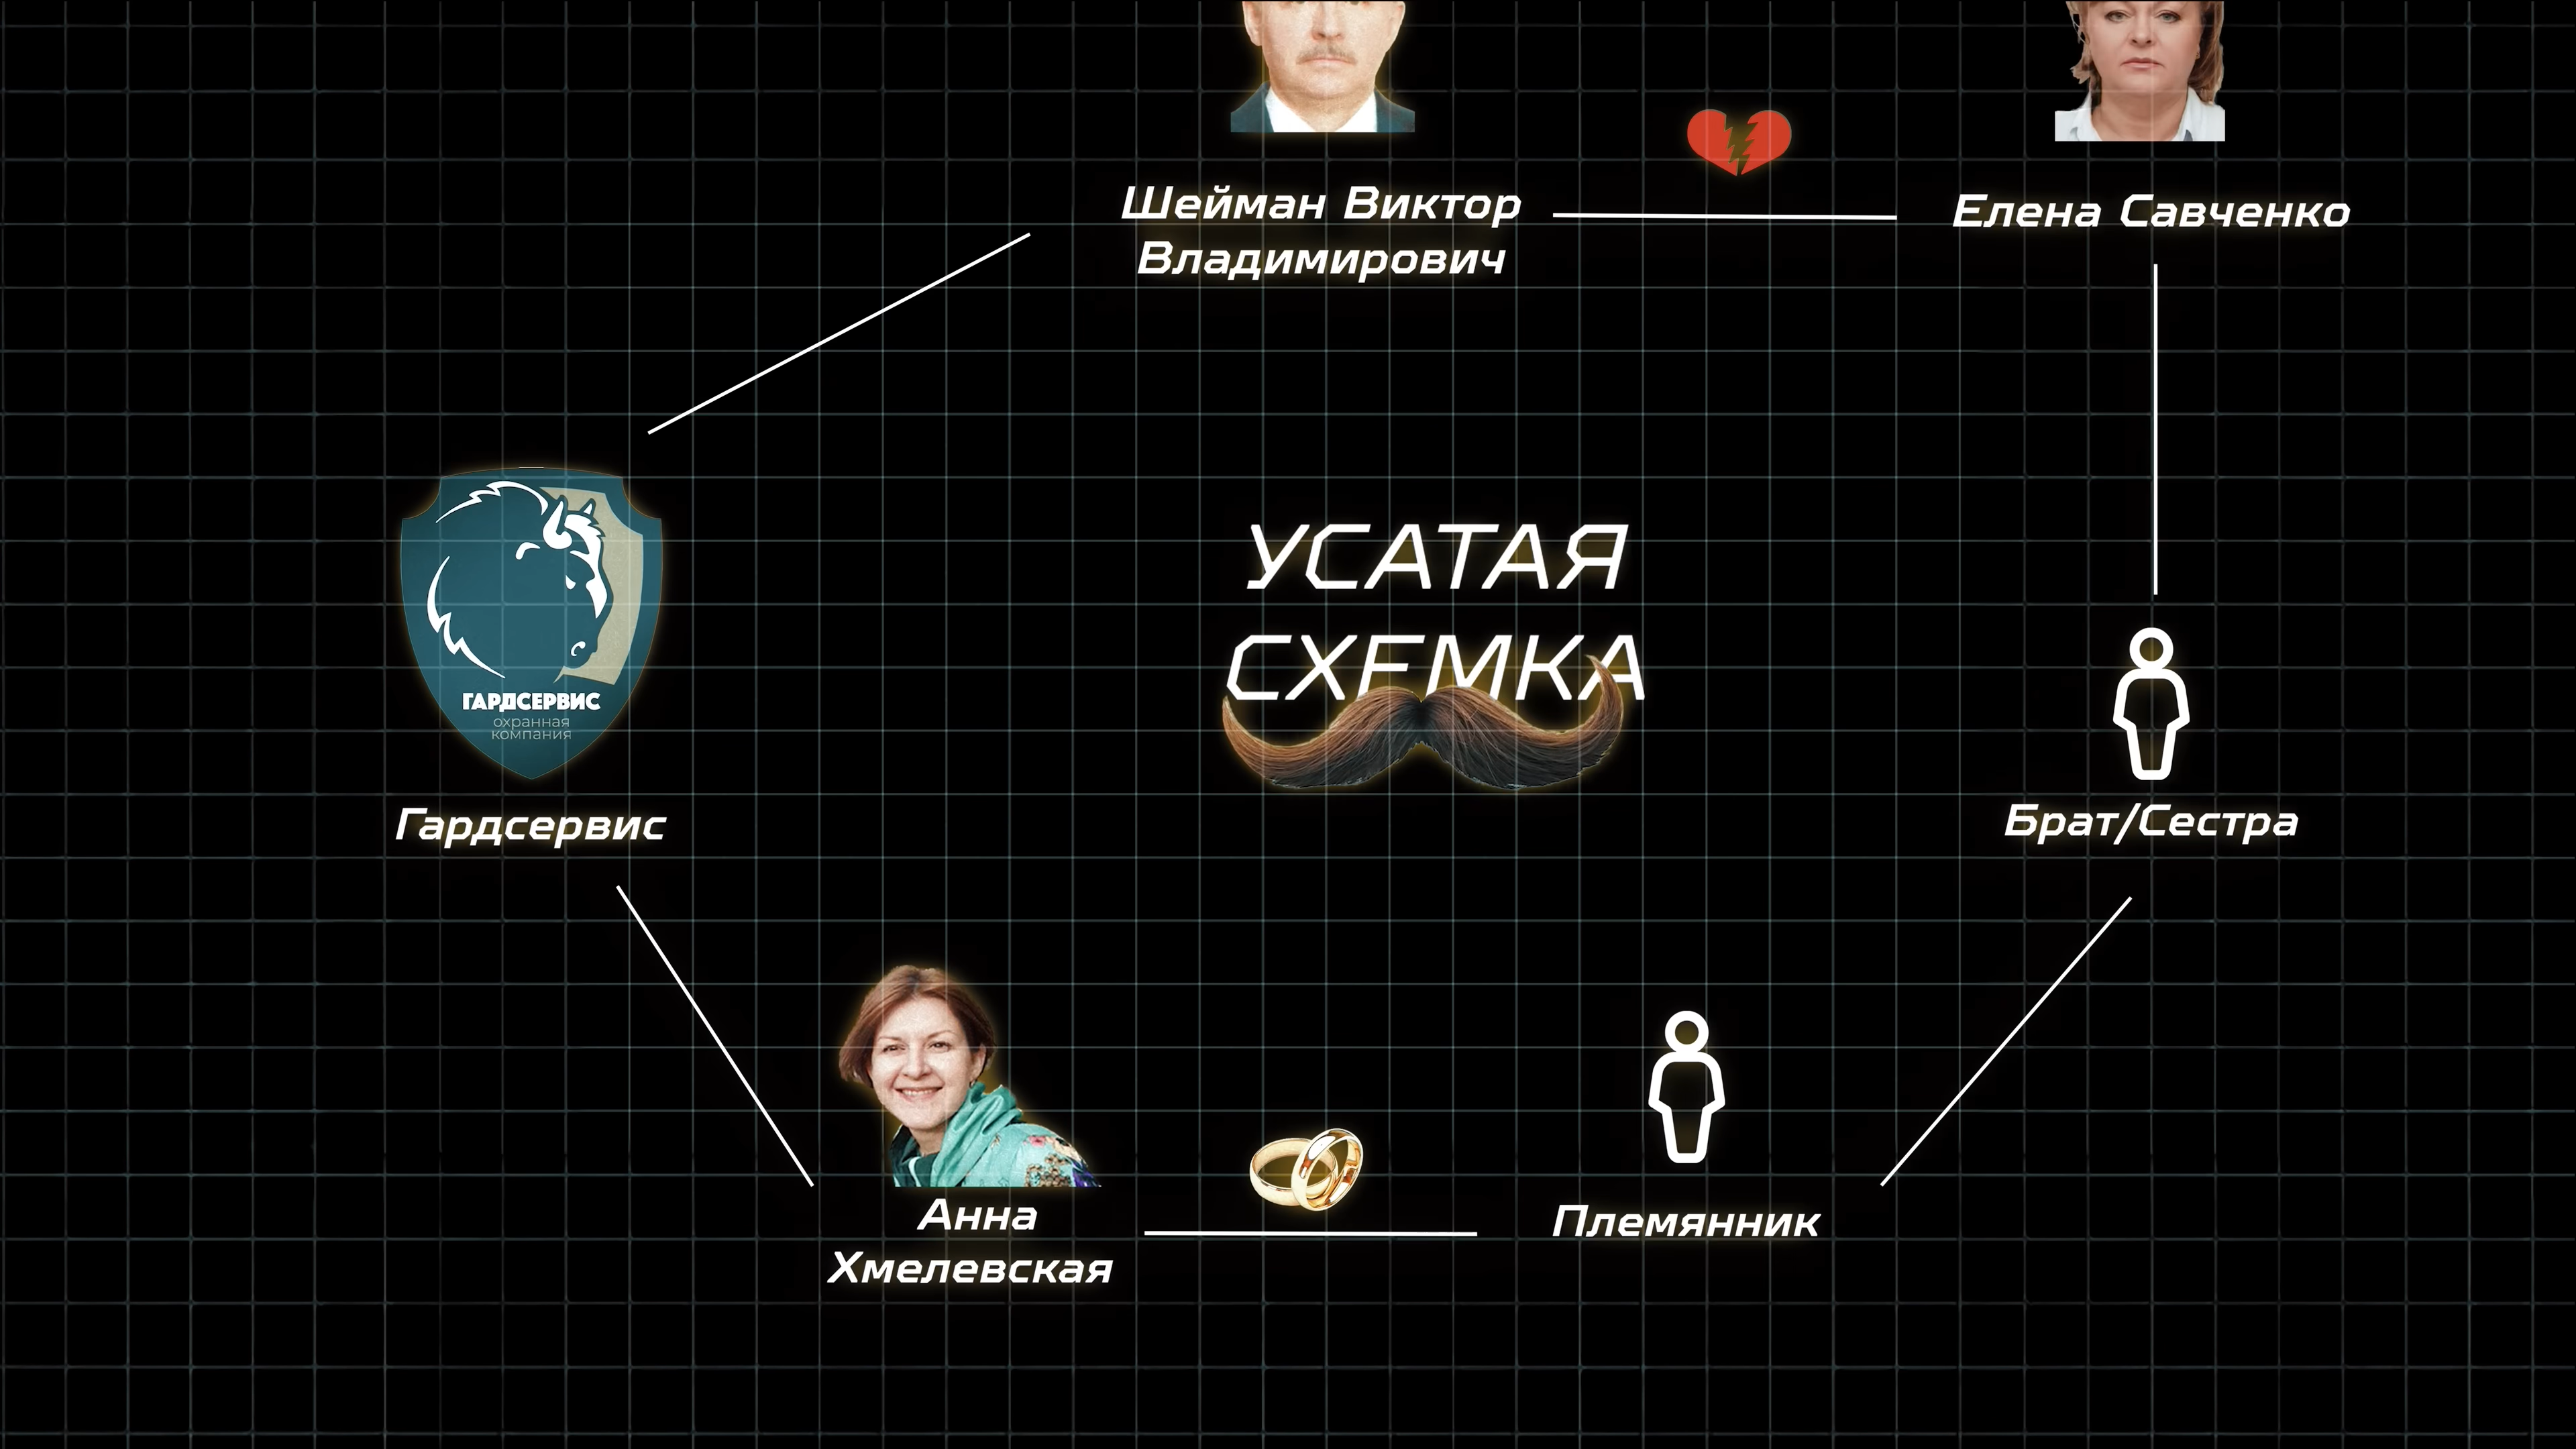 Шейман Виктор
Владимирович
Елена Савченко
УСАТАЯ
СХЕМКА
ГАРДСЕРВИС
охранная
компания
Гардсервис
Брат/Сестра
Анна
Хмелевская
Племянник